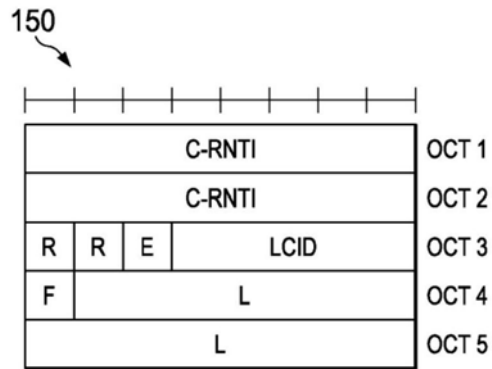 150
C-RNTI OCT 1
C-RNTI OCT 2
R R E LCID OCT 3
F L OCT 4
L OCT 5